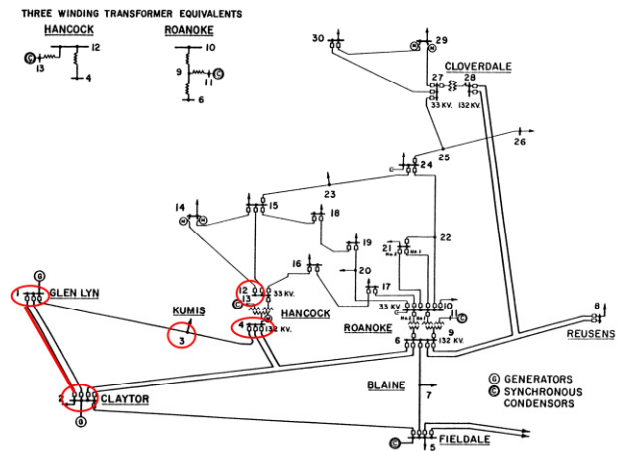 THREE WINDING TRANSFORMER EQUIVALENTS
HANCOCK
ROANOKE
12
C
13
4
10
9
C
11
6
30
29
CLOVERDALE
27
28
33 KV.
132 KV.
26
25
24
23
14
15
18
22
19
21
16
20
17
12
13
33 KV.
C
HANCOCK
4
132 KV.
G
1
GLEN LYN
KUMIS
3
33 KV.
10
ROANOKE
11
C
6
9
132 KV.
8
REUSENS
BLAINE
7
2
CLAYTOR
G
C
5
FIELDALE
G GENERATORS
C SYNCHRONOUS
CONDENSORS